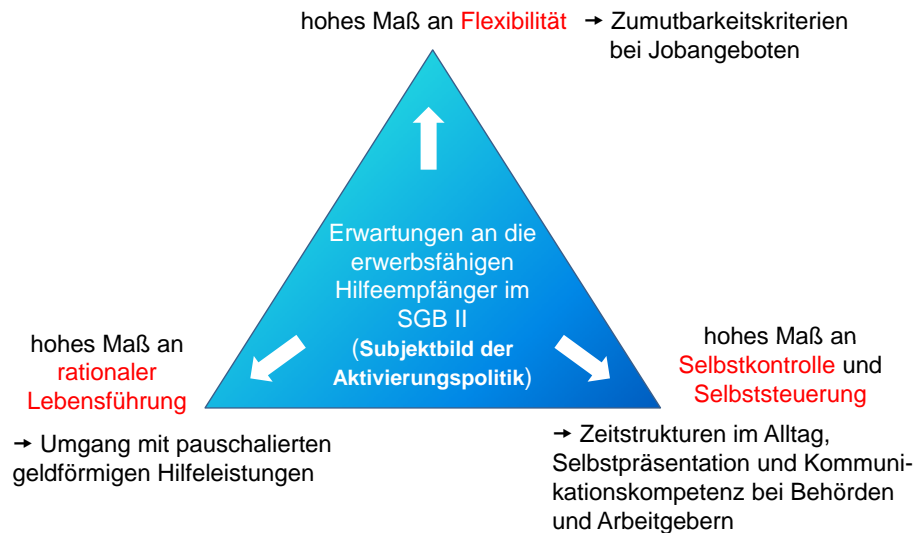 hohes Maß an Flexibilität → Zumutbarkeitskriterien
bei Jobangeboten
Erwartungen an die
erwerbsfähigen
Hilfeempfänger im
SGB II
(Subjektbild der
Aktivierungspolitik)
hohes Maß an
rationaler
Lebensführung
→ Umgang mit pauschalierten
geldförmigen Hilfeleistungen
hohes Maß an
Selbstkontrolle und
Selbststeuerung
→ Zeitstrukturen im Alltag,
Selbstpräsentation und Kommuni-
kationskompetenz bei Behörden
und Arbeitgebern